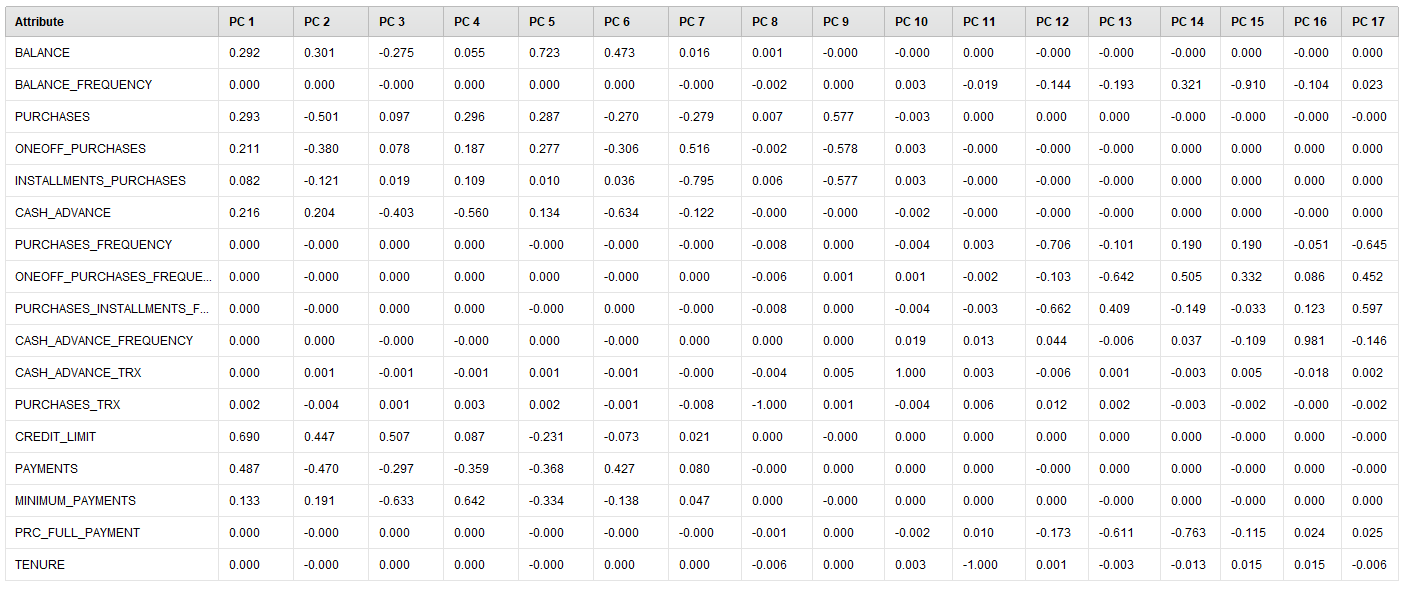 Attribute PC 1 PC 2 PC 3 PC 4 PC 5 PC 6 PC 7 PC 8 PC 9 PC 10 PC 11 PC 12 PC 13 PC 14 PC 15 PC 16 PC 17
BALANCE 0.292 0.301 -0.275 0.055 0.723 0.473 0.016 0.001 -0.000 -0.000 0.000 -0.000 -0.000 -0.000 0.000 -0.000 0.000
BALANCE_FREQUENCY 0.000 0.000 -0.000 0.000 0.000 0.000 -0.000 -0.002 0.000 0.003 -0.019 -0.144 -0.193 0.321 -0.910 -0.104 0.023
PURCHASES 0.293 -0.501 0.097 0.296 0.287 -0.270 -0.279 0.007 0.577 -0.003 0.000 0.000 0.000 -0.000 -0.000 -0.000 -0.000
ONEOFF_PURCHASES 0.211 -0.380 0.078 0.187 0.277 -0.306 0.516 -0.002 -0.578 0.003 -0.000 -0.000 -0.000 0.000 0.000 0.000 0.000
INSTALLMENTS_PURCHASES 0.082 -0.121 0.019 0.109 0.010 0.036 -0.795 0.006 -0.577 0.003 -0.000 -0.000 -0.000 0.000 0.000 0.000 0.000
CASH_ADVANCE 0.216 0.204 -0.403 -0.560 0.134 -0.634 -0.122 -0.000 -0.000 -0.002 -0.000 -0.000 -0.000 0.000 0.000 -0.000 0.000
PURCHASES_FREQUENCY 0.000 -0.000 0.000 0.000 -0.000 -0.000 -0.000 -0.008 0.000 -0.004 0.003 -0.706 -0.101 0.190 0.190 -0.051 -0.645
ONEOFF_PURCHASES_FREQUE... 0.000 -0.000 0.000 0.000 0.000 -0.000 0.000 -0.006 0.001 0.001 -0.002 -0.103 -0.642 0.505 0.332 0.086 0.452
PURCHASES_INSTALLMENTS_F... 0.000 -0.000 0.000 0.000 -0.000 0.000 -0.000 -0.008 0.000 -0.004 -0.003 -0.662 0.409 -0.149 -0.033 0.123 0.597
CASH_ADVANCE_FREQUENCY 0.000 0.000 -0.000 -0.000 0.000 -0.000 0.000 0.000 0.000 0.019 0.013 0.044 -0.006 0.037 -0.109 0.981 -0.146
CASH_ADVANCE_TRX 0.000 0.001 -0.001 -0.001 0.001 -0.001 -0.000 -0.004 0.005 1.000 0.003 -0.006 0.001 -0.003 0.005 -0.018 0.002
PURCHASES_TRX 0.002 -0.004 0.001 0.003 0.002 -0.001 -0.008 -1.000 0.001 -0.004 0.006 0.012 0.002 -0.003 -0.002 -0.000 -0.002
CREDIT_LIMIT 0.690 0.447 0.507 0.087 -0.231 -0.073 0.021 0.000 -0.000 0.000 0.000 0.000 0.000 0.000 -0.000 0.000 -0.000
PAYMENTS 0.487 -0.470 -0.297 -0.359 -0.368 0.427 0.080 -0.000 0.000 0.000 0.000 -0.000 0.000 0.000 -0.000 0.000 -0.000
MINIMUM_PAYMENTS 0.133 0.191 -0.633 0.642 -0.334 -0.138 0.047 0.000 -0.000 0.000 0.000 0.000 -0.000 0.000 -0.000 0.000 0.000
PRC_FULL_PAYMENT 0.000 -0.000 0.000 0.000 -0.000 -0.000 -0.000 -0.001 0.000 -0.002 0.010 -0.173 -0.611 -0.763 -0.115 0.024 0.025
TENURE 0.000 -0.000 0.000 0.000 -0.000 0.000 0.000 -0.006 0.000 0.003 -1.000 0.001 -0.003 -0.013 0.015 0.015 -0.006